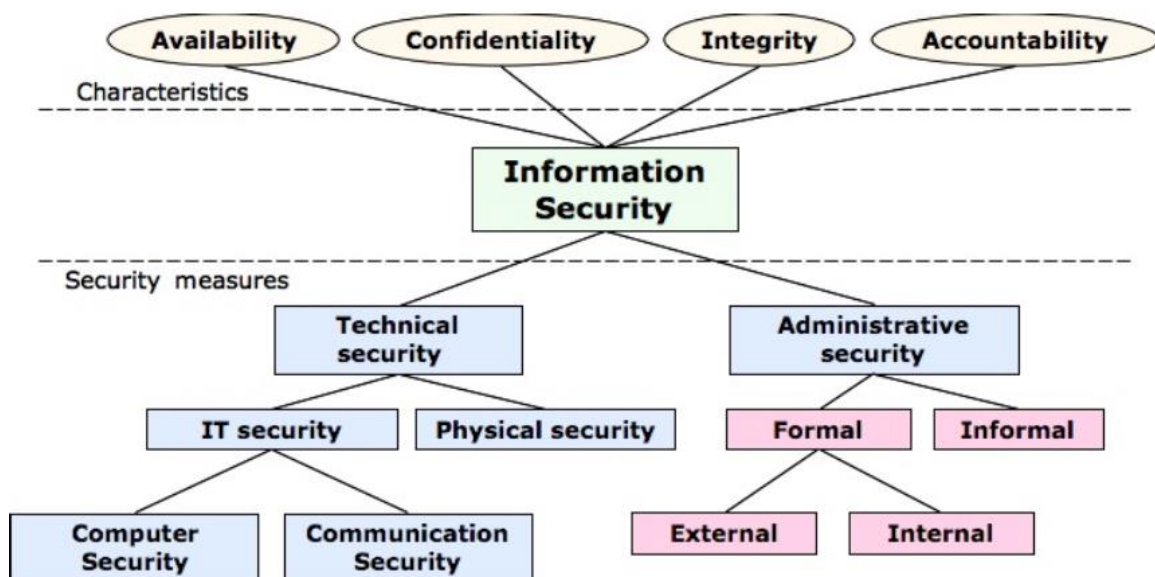 Availability
Confidentiality
Integrity
Accountability
Characteristics
Information
Security
Security measures
Technical
security
Administrative
security
IT security
Physical security
Formal
Informal
Computer
Security
Communication
Security
External
Internal